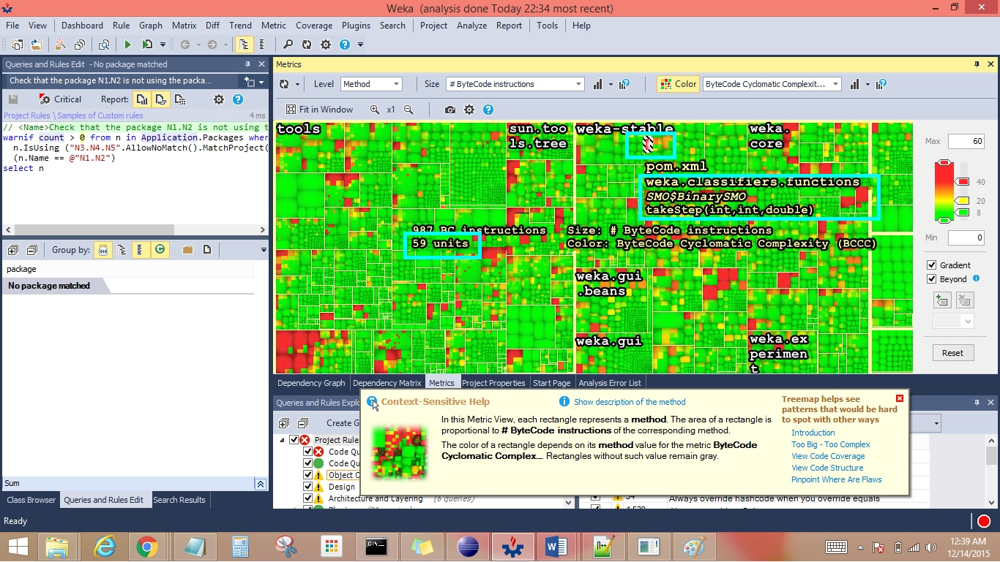 Weka (analysis done Today 22:34 most recent)
File View Dashboard Rule Graph Matrix Diff Trend Metric Coverage Plugins Search Project Analyze Report Tools Help
Queries and Rules Edit - No package matched
Check that the package N1.N2 is not using the packa...
Critical Report:
Project Rules \ Samples of Custom rules 4 ms
// <Name>Check that the package N1.N2 is not using t
warnif count > 0 from n in Application.Packages wher
n.IsUsing ("N3.N4.N5".AllowNoMatch().MatchProject(
(n.Name == @"N1.N2")
select n
Group by:
package
No package matched
Sum
Class Browser Queries and Rules Edit Search Results
Metrics
Level Method Size # ByteCode instructions Color ByteCode Cyclomatic Complexit...
Fit in Window x1
tools
sun.too
ls.tree
weka-stable
weka.
core
pom.xml
weka.classifiers.functions
SMO$BinarySMO
takeStep(int,int,double)
987 BC instructions Size: # ByteCode instructions
59 units Color: ByteCode Cyclomatic Complexity (BCCC)
weka.gui
.beans
weka.gui
weka.ex
perimen
t
Max 60
40
20
8
Min 0
Gradient
Beyond
Reset
Dependency Graph Dependency Matrix Metrics Project Properties Start Page Analysis Error List
Queries and Rules Explo
Create G
Project Rule
Code Qu
Code Qu
Object O
Design
Architecture and Layering (6 queries)
Always override hashcode when you override equals
Context-Sensitive Help
Show description of the method
In this Metric View, each rectangle represents a method. The area of a rectangle is
proportional to # ByteCode instructions of the corresponding method.
The color of a rectangle depends on its method value for the metric ByteCode
Cyclomatic Complex.... Rectangles without such value remain gray.
Treemap helps see
patterns that would be hard
to spot with other ways
Introduction
Too Big - Too Complex
View Code Coverage
View Code Structure
Pinpoint Where Are Flaws
Ready
12:39 AM
12/14/2015